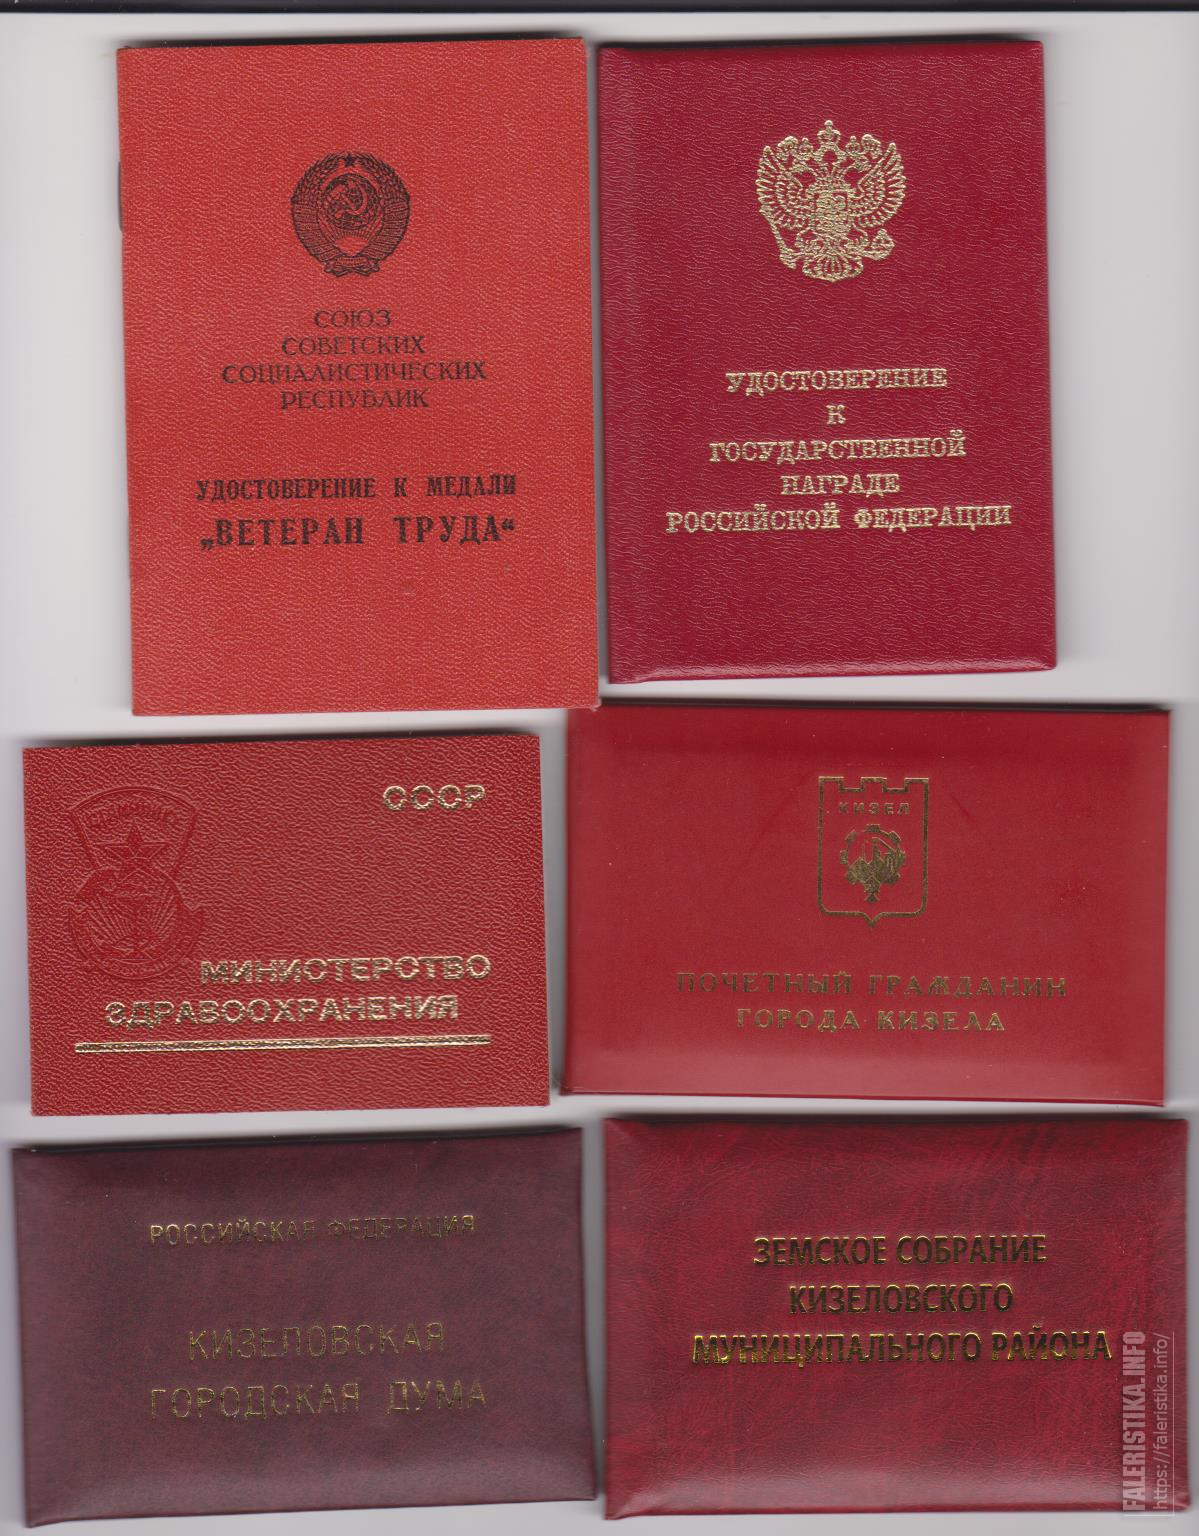 СОЮЗ
СОВЕТСКИХ
СОЦИАЛИСТИЧЕСКИХ
РЕСПУБЛИК
УДОСТОВЕРЕНИЕ К МЕДАЛИ
„ВЕТЕРАН ТРУДА“
УДОСТОВЕРЕНИЕ
К
ГОСУДАРСТВЕННОЙ
НАГРАДЕ
РОССИЙСКОЙ ФЕДЕРАЦИИ
СССР
МИНИСТЕРСТВО
ЗДРАВООХРАНЕНИЯ
КИЗЕЛ
ПОЧЕТНЫЙ ГРАЖДАНИН
ГОРОДА КИЗЕЛА
РОССИЙСКАЯ ФЕДЕРАЦИЯ
КИЗЕЛОВСКАЯ
ГОРОДСКАЯ ДУМА
ЗЕМСКОЕ СОБРАНИЕ
КИЗЕЛОВСКОГО
МУНИЦИПАЛЬНОГО РАЙОНА
FALERISTIKA.INFO
https://faleristika.info/